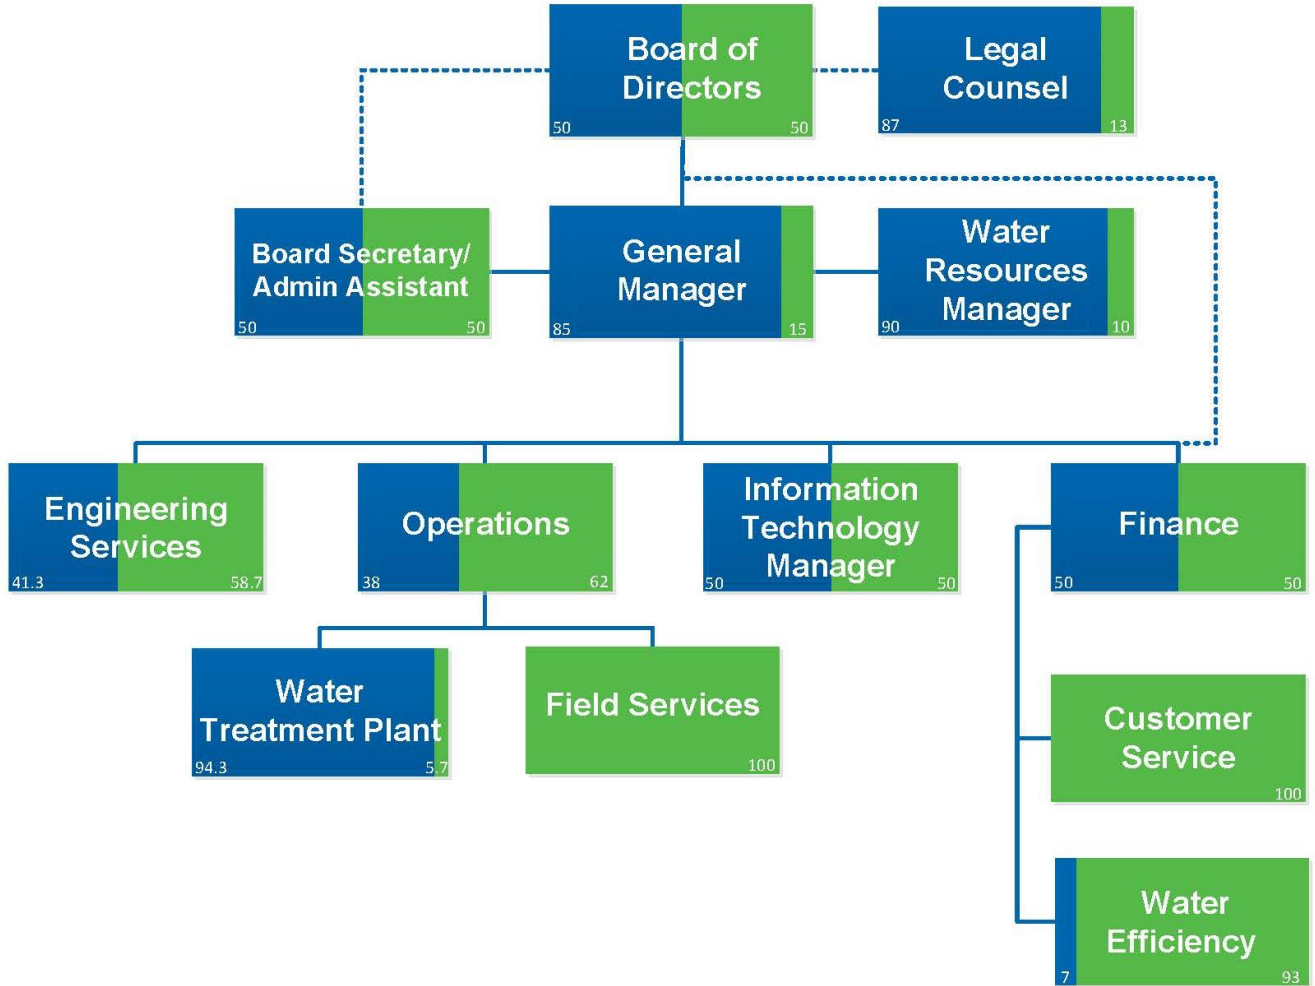 Board of
Directors
50
50
Legal
Counsel
87
13
Board Secretary/
Admin Assistant
50
50
General
Manager
85
15
Water
Resources
Manager
90
10
Engineering
Services
41.3
58.7
Operations
38
62
Information
Technology
Manager
50
50
Finance
50
50
Water
Treatment Plant
94.3
5.7
Field Services
100
Customer
Service
100
Water
Efficiency
7
93